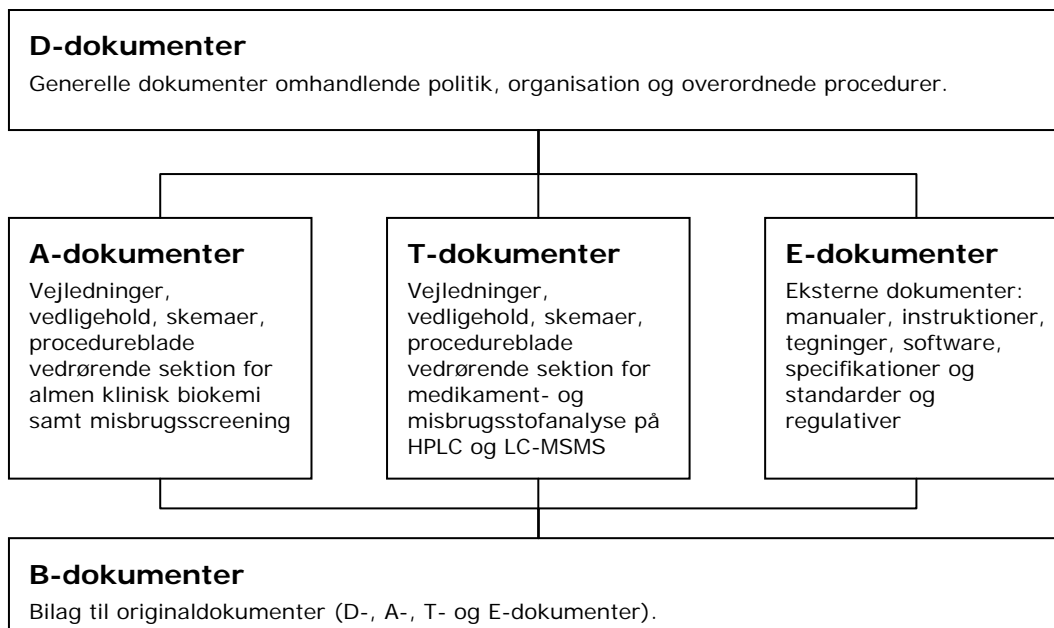 D-dokumenter
Generelle dokumenter omhandlende politik, organisation og overordnede procedurer.
A-dokumenter
Vejledninger,
vedligehold, skemaer,
procedureblade
vedrørende sektion for
almen klinisk biokemi
samt misbrugsscreening
T-dokumenter
Vejledninger,
vedligehold, skemaer,
procedureblade
vedrørende sektion for
medikament- og
misbrugsstofanalyse på
HPLC og LC-MSMS
E-dokumenter
Eksterne dokumenter:
manualer, instruktioner,
tegninger, software,
specifikationer og
standarder og
regulativer
B-dokumenter
Bilag til originaldokumenter (D-, A-, T- og E-dokumenter).